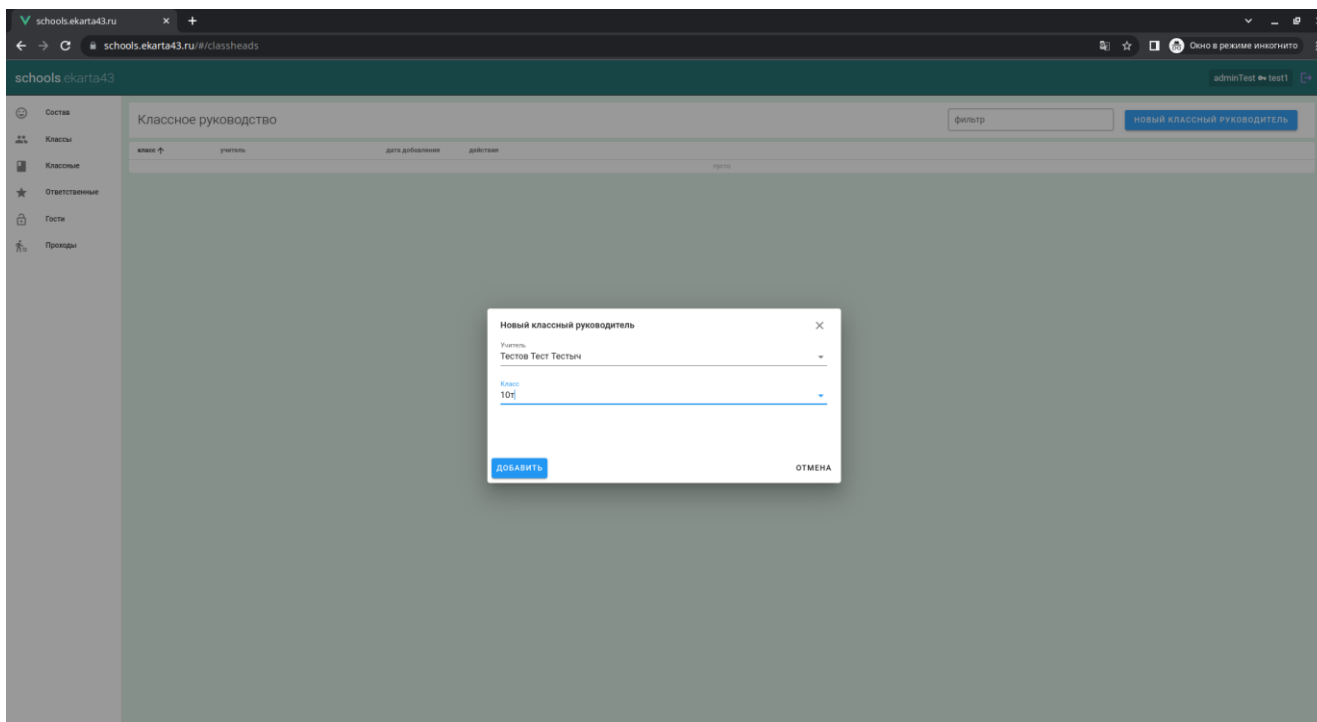 schools.ekarta43.ru
schools.ekarta43.ru/#/classheads
Окно в режиме инкогнито
schools.ekarta43
adminTest test1
Состав
Классы
Классные
Ответственные
Гости
Проходы
Классное руководство
фильтр
НОВЫЙ КЛАССНЫЙ РУКОВОДИТЕЛЬ
класс учитель дата добавления действия
пусто
Новый классный руководитель
Учитель
Тестов Тест Тестыч
Класс
10т
ДОБАВИТЬ
ОТМЕНА